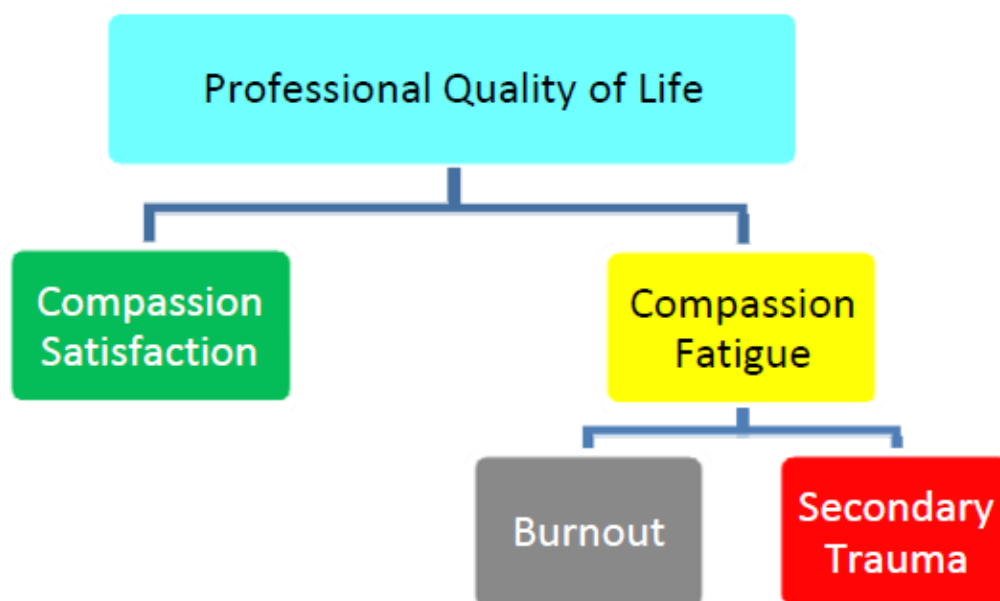 Professional Quality of Life
Compassion
Satisfaction
Compassion
Fatigue
Burnout
Secondary
Trauma